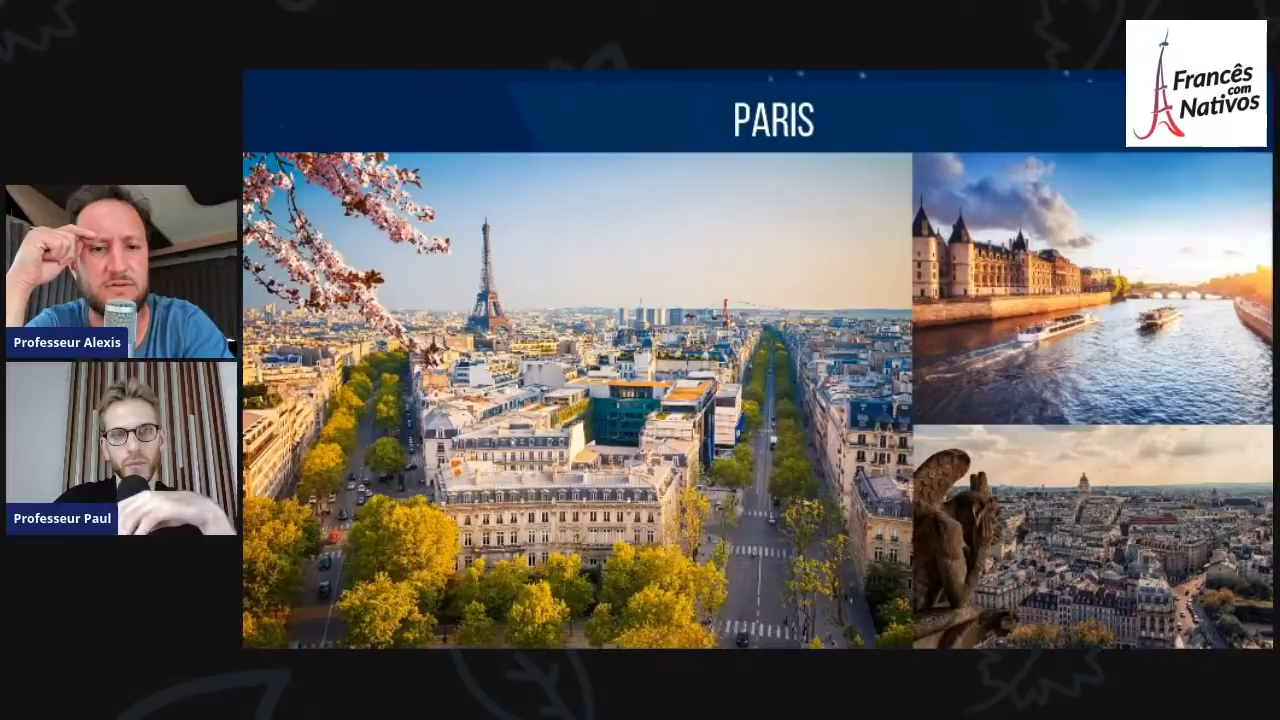 PARIS
Francês
com
Nativos
Professeur Alexis
Professeur Paul